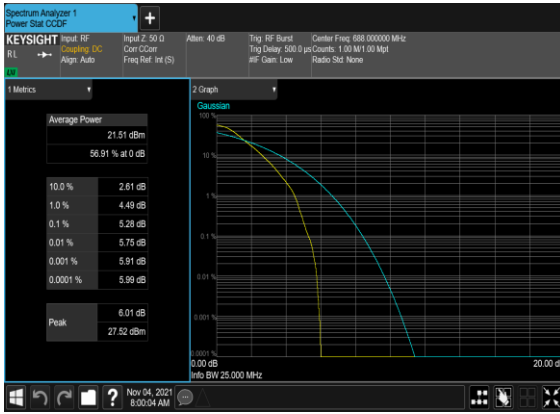 Spectrum Analyzer 1
Power Stat CCDF
KEYSIGHT
RL
Input: RF
Coupling: DC
Align: Auto
Input Z: 50 Ω
Corr CCorr
Freq Ref: Int (S)
Atten: 40 dB
Trig: RF Burst
Trig Delay: 500.0 µs
#IF Gain: Low
Center Freq: 688.000000 MHz
Counts: 1.00 M/1.00 Mpt
Radio Std: None
1 Metrics
Average Power
21.51 dBm
56.91 % at 0 dB
10.0 % 2.61 dB
1.0 % 4.49 dB
0.1 % 5.28 dB
0.01 % 5.75 dB
0.001 % 5.91 dB
0.0001 % 5.99 dB
Peak
6.01 dB
27.52 dBm
2 Graph
Gaussian
100 %
10 %
1 %
0.1 %
0.01 %
0.001 %
0.0001 %
0.00 dB
20.00 d
Info BW 25.000 MHz
?
Nov 04, 2021
8:00:04 AM